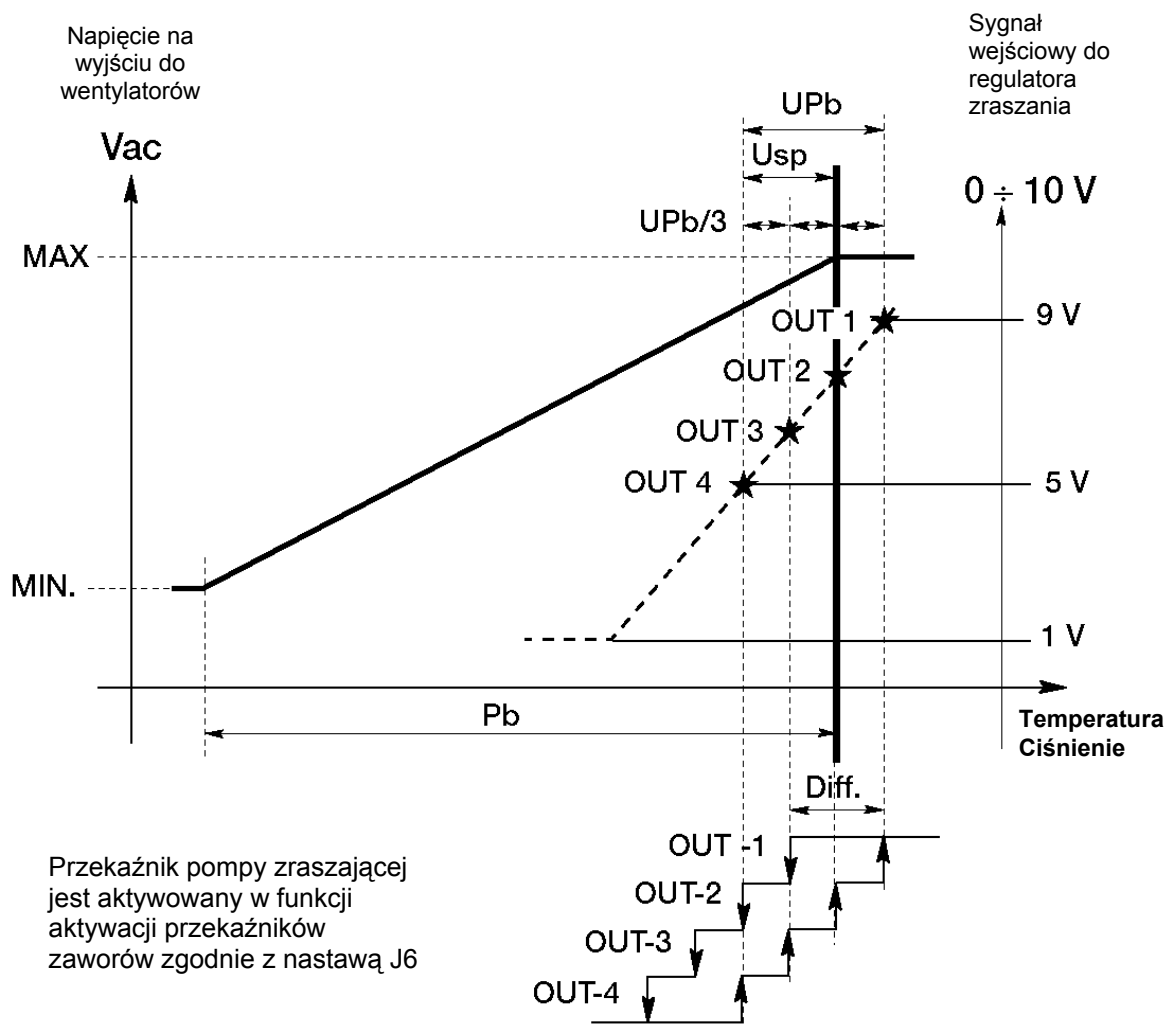 Napięcie na
wyjściu do
wentylatorów
Sygnał
wejściowy do
regulatora
zraszania
UPb
Vac
Usp
0 ÷ 10 V
UPb/3
MAX
OUT 1
9 V
OUT 2
OUT 3
OUT 4
5 V
MIN.
1 V
Pb
Temperatura
Ciśnienie
Diff.
OUT -1
Przekaźnik pompy zraszającej
jest aktywowany w funkcji
aktywacji przekaźników
zaworów zgodnie z nastawą J6
OUT-2
OUT-3
OUT-4